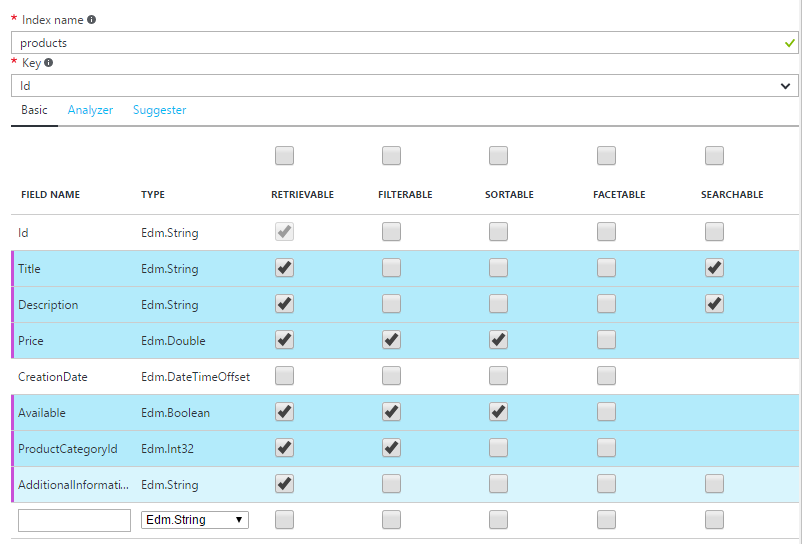 * Index name
products
* Key
Id
Basic Analyzer Suggester
FIELD NAME TYPE RETRIEVABLE FILTERABLE SORTABLE FACETABLE SEARCHABLE
Id Edm.String
Title Edm.String
Description Edm.String
Price Edm.Double
CreationDate Edm.DateTimeOffset
Available Edm.Boolean
ProductCategoryId Edm.Int32
AdditionalInformati... Edm.String
Edm.String